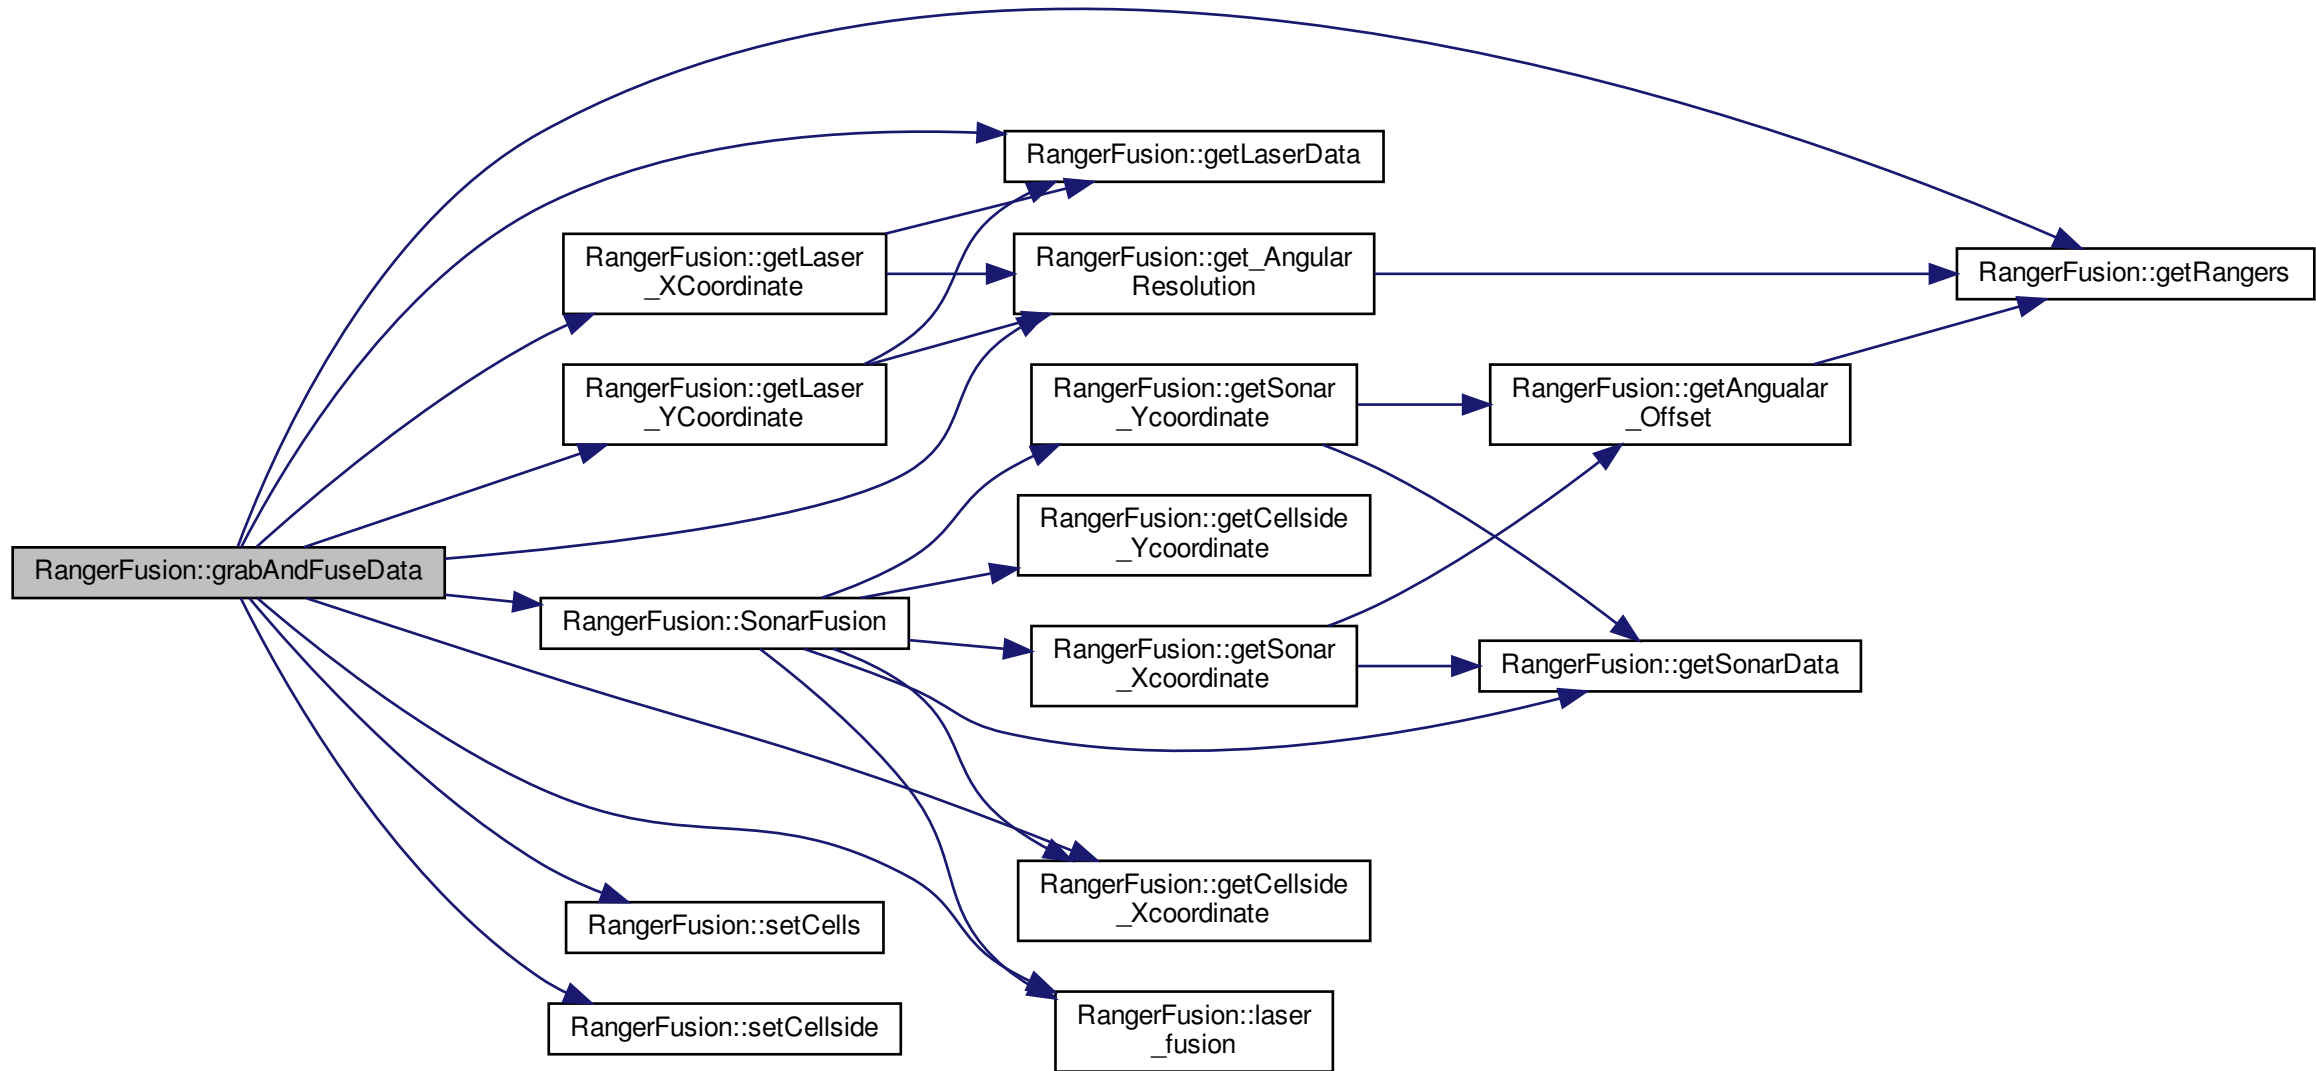 RangerFusion::getLaserData
RangerFusion::getLaser
_XCoordinate
RangerFusion::get_Angular
Resolution
RangerFusion::getRangers
RangerFusion::getLaser
_YCoordinate
RangerFusion::getSonar
_Ycoordinate
RangerFusion::getAngualar
_Offset
RangerFusion::getCellside
_Ycoordinate
RangerFusion::grabAndFuseData
RangerFusion::SonarFusion
RangerFusion::getSonar
_Xcoordinate
RangerFusion::getSonarData
RangerFusion::getCellside
_Xcoordinate
RangerFusion::setCells
RangerFusion::setCellside
RangerFusion::laser
_fusion